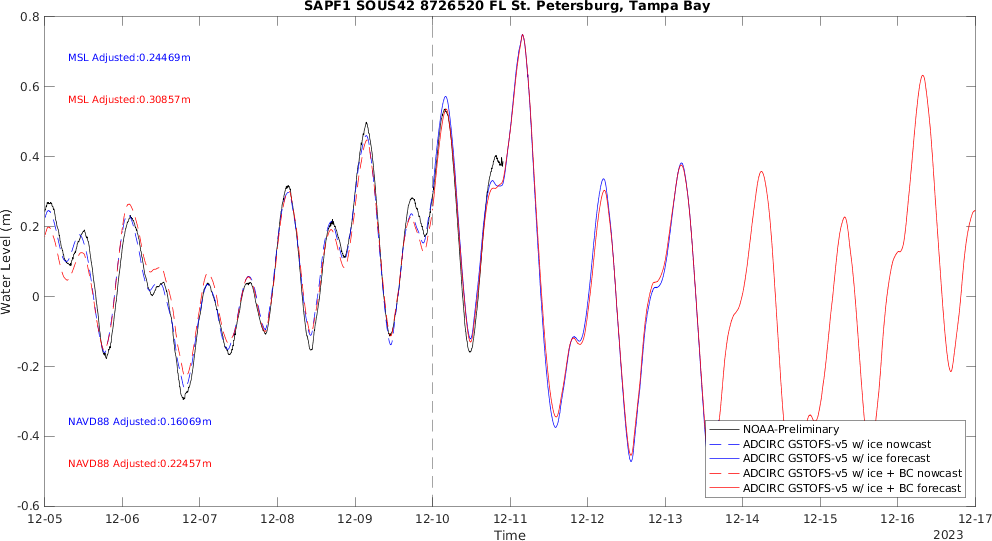 SAPF1 SOUS42 8726520 FL St. Petersburg, Tampa Bay
0.8
MSL Adjusted:0.24469m
0.6
MSL Adjusted:0.30857m
0.4
0.2
Water Level (m)
0
-0.2
NAVD88 Adjusted:0.16069m
NOAA-Preliminary
-0.4
ADCIRC GSTOFS-v5 w/ ice nowcast
ADCIRC GSTOFS-v5 w/ ice forecast
NAVD88 Adjusted:0.22457m
ADCIRC GSTOFS-v5 w/ ice + BC nowcast
ADCIRC GSTOFS-v5 w/ ice + BC forecast
-0.6
12-05 12-06 12-07 12-08 12-09 12-10 12-11 12-12 12-13 12-14 12-15 12-16 12-17
Time
2023